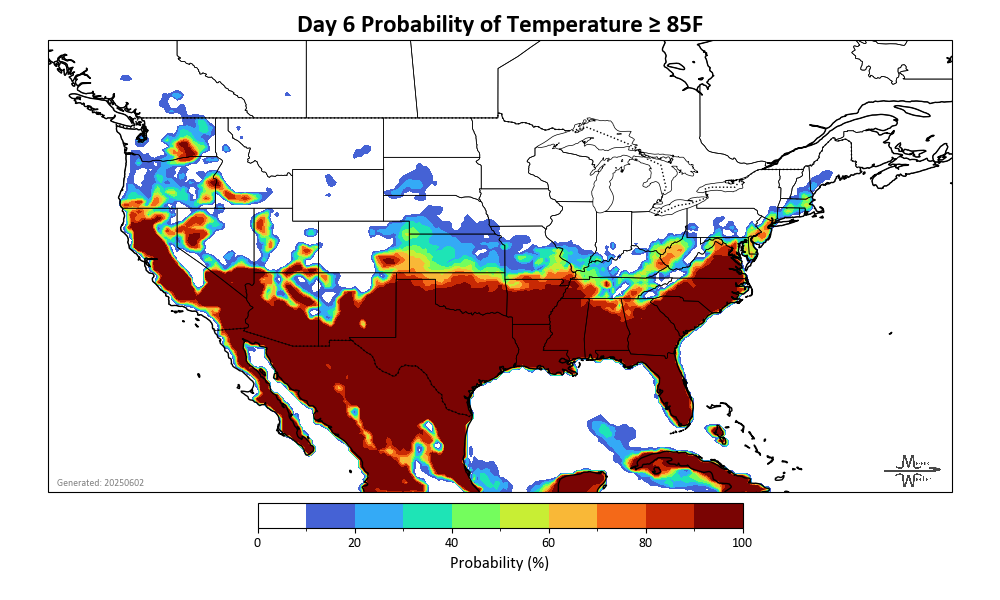 Day 6 Probability of Temperature ≥ 85F
Generated: 20250602
0 20 40 60 80 100
Probability (%)